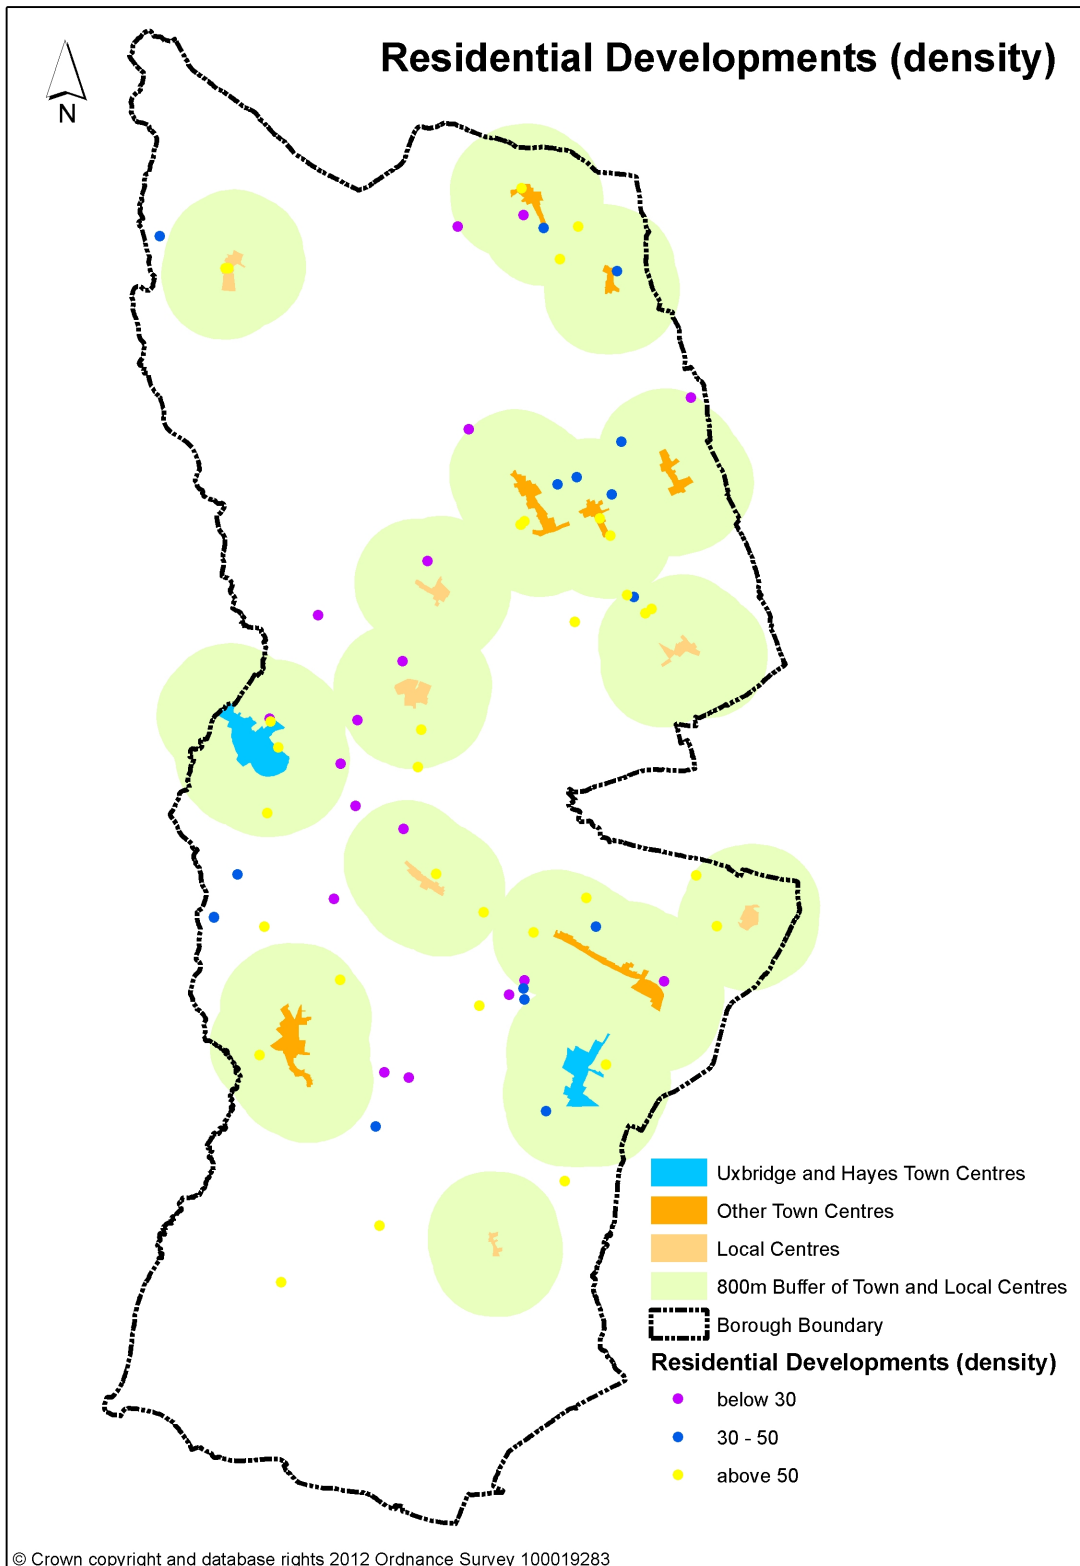 Residential Developments (density)
N
Uxbridge and Hayes Town Centres
Other Town Centres
Local Centres
800m Buffer of Town and Local Centres
Borough Boundary
Residential Developments (density)
below 30
30 - 50
above 50
© Crown copyright and database rights 2012 Ordnance Survey 100019283